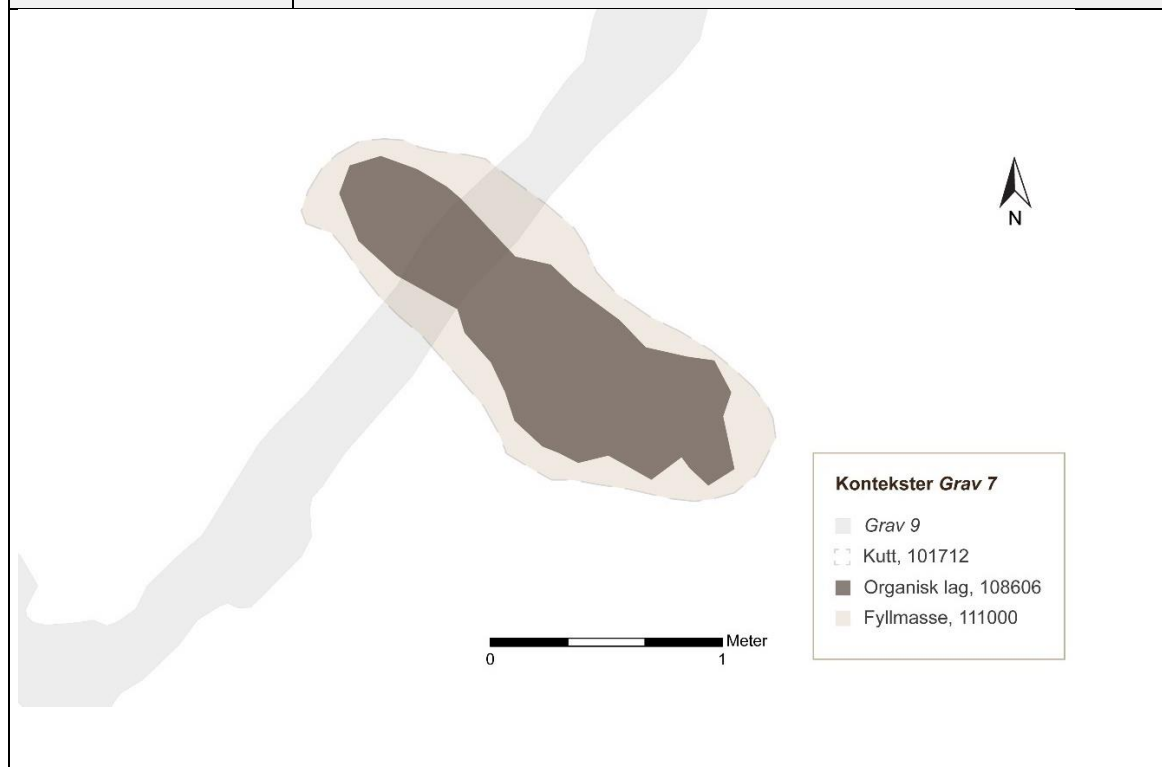 N
Kontekster Grav 7
Grav 9
Kutt, 101712
Organisk lag, 108606
Fyllmasse, 111000
Meter
0 1